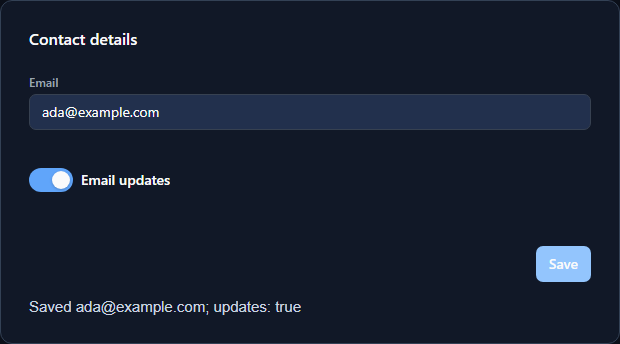 Contact details
Email
ada@example.com
Email updates
Save
Saved ada@example.com; updates: true